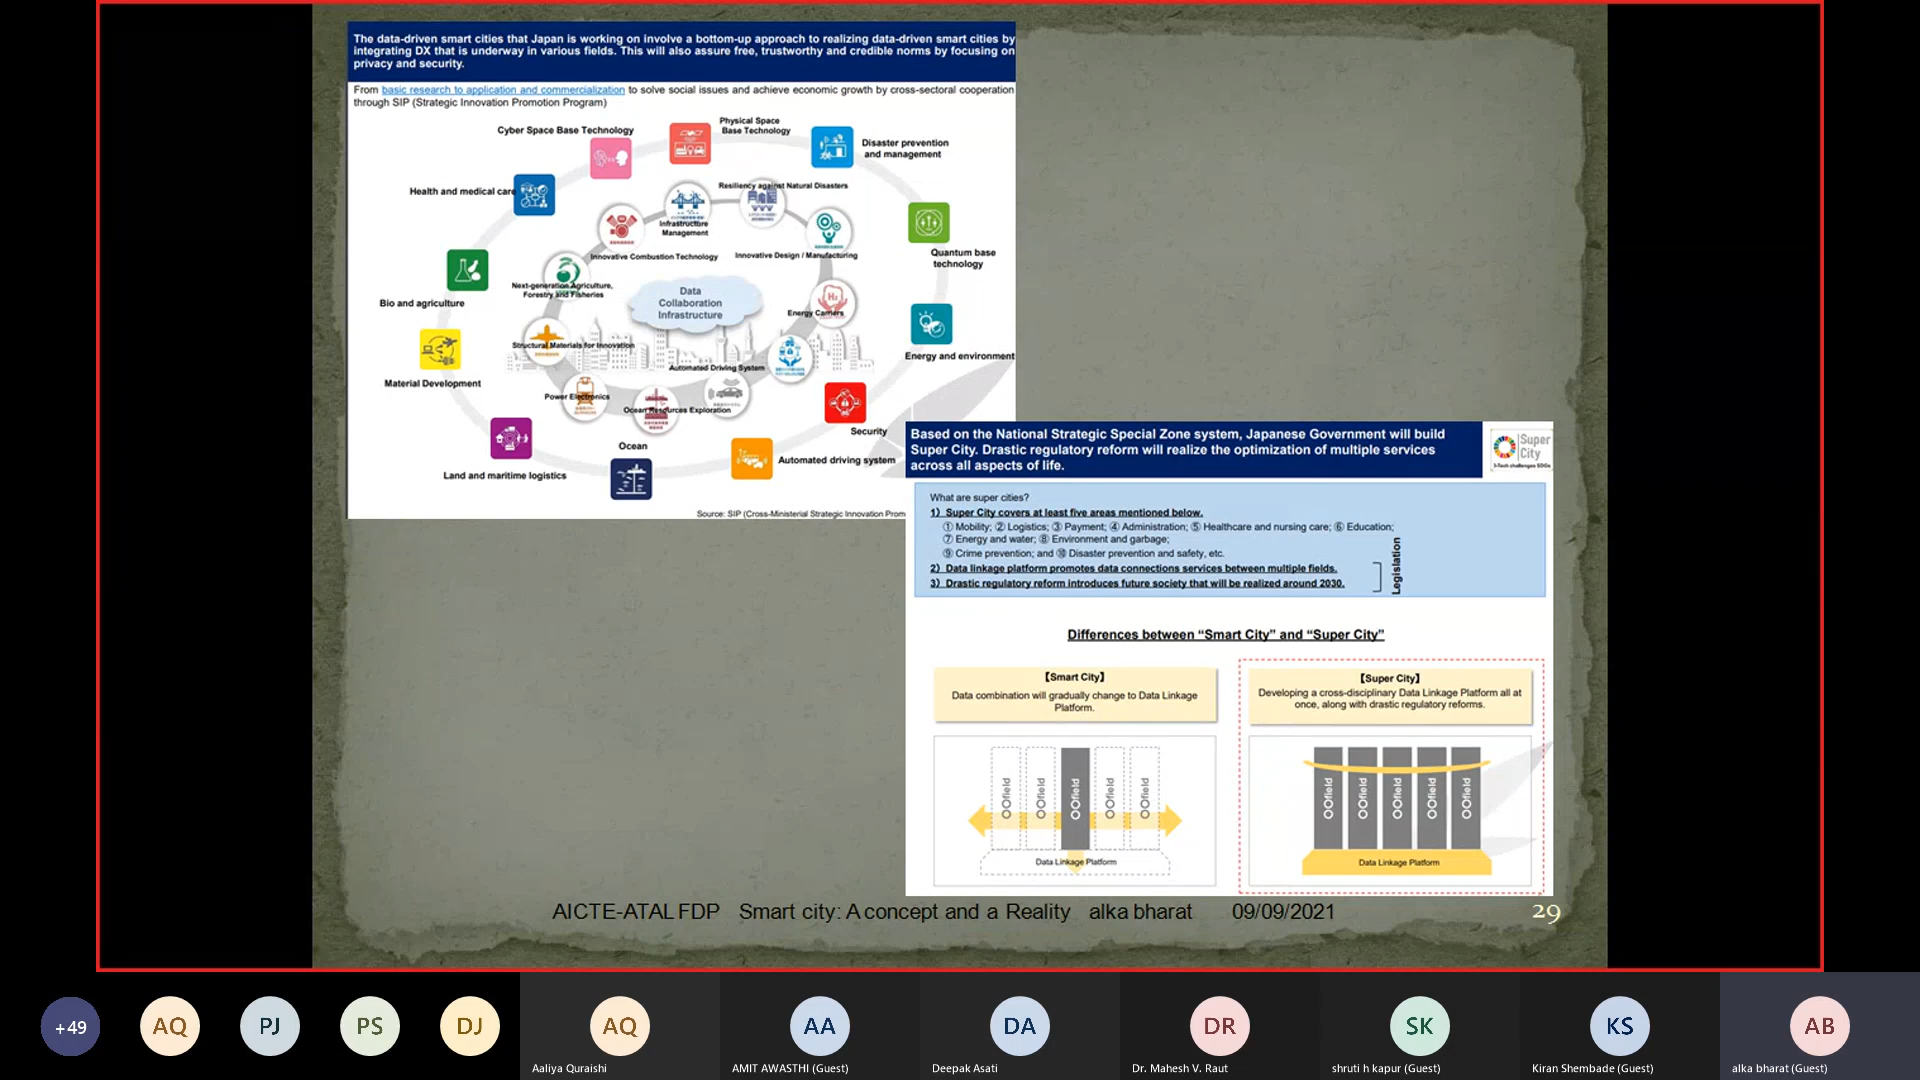 The data-driven smart cities that Japan is working on involve a bottom-up approach to realizing data-driven smart cities by
integrating DX that is underway in various fields. This will also assure free, trustworthy and credible norms by focusing on
privacy and security.
From basic research to application and commercialization to solve social issues and achieve economic growth by cross-sectoral cooperation
through SIP (Strategic Innovation Promotion Program)
Cyber Space Base Technology
Physical Space
Base Technology
Disaster prevention
and management
Health and medical care
Resiliency against Natural Disasters
Infrastructure
Management
Innovative Combustion Technology
Innovative Design / Manufacturing
Quantum base
technology
Next-generation Agriculture,
Forestry and Fisheries
Data
Collaboration
Infrastructure
H₂
Bio and agriculture
Energy Carriers
Structural Materials for Innovation
Energy and environment
Automated Driving System
Material Development
Power Electronics
Ocean Resources Exploration
Security
Ocean
Automated driving system
Land and maritime logistics
Source: SIP (Cross-Ministerial Strategic Innovation Prom
Based on the National Strategic Special Zone system, Japanese Government will build
Super City. Drastic regulatory reform will realize the optimization of multiple services
across all aspects of life.
Super
City
What are super cities?
1) Super City covers at least five areas mentioned below.
① Mobility; ② Logistics; ③ Payment; ④ Administration; ⑤ Healthcare and nursing care; ⑥ Education;
⑦ Energy and water; ⑧ Environment and garbage;
⑨ Crime prevention; and ⑩ Disaster prevention and safety, etc.
2) Data linkage platform promotes data connections services between multiple fields.
3) Drastic regulatory reform introduces future society that will be realized around 2030.
Legislation
Differences between “Smart City” and “Super City”
【Smart City】
Data combination will gradually change to Data Linkage
Platform.
【Super City】
Developing a cross-disciplinary Data Linkage Platform all at
once, along with drastic regulatory reforms.
OOfield
OOfield
OOfield
OOfield
OOfield
Data Linkage Platform
OOfield
OOfield
OOfield
OOfield
OOfield
Data Linkage Platform
AICTE-ATAL FDP Smart city: A concept and a Reality alka bharat 09/09/2021
29
+49
AQ
PJ
PS
DJ
AQ
AA
DA
DR
SK
KS
AB
Aaliya Quraishi
AMIT AWASTHI (Guest)
Deepak Asati
Dr. Mahesh V. Raut
shruti h kapur (Guest)
Kiran Shembade (Guest)
alka bharat (Guest)